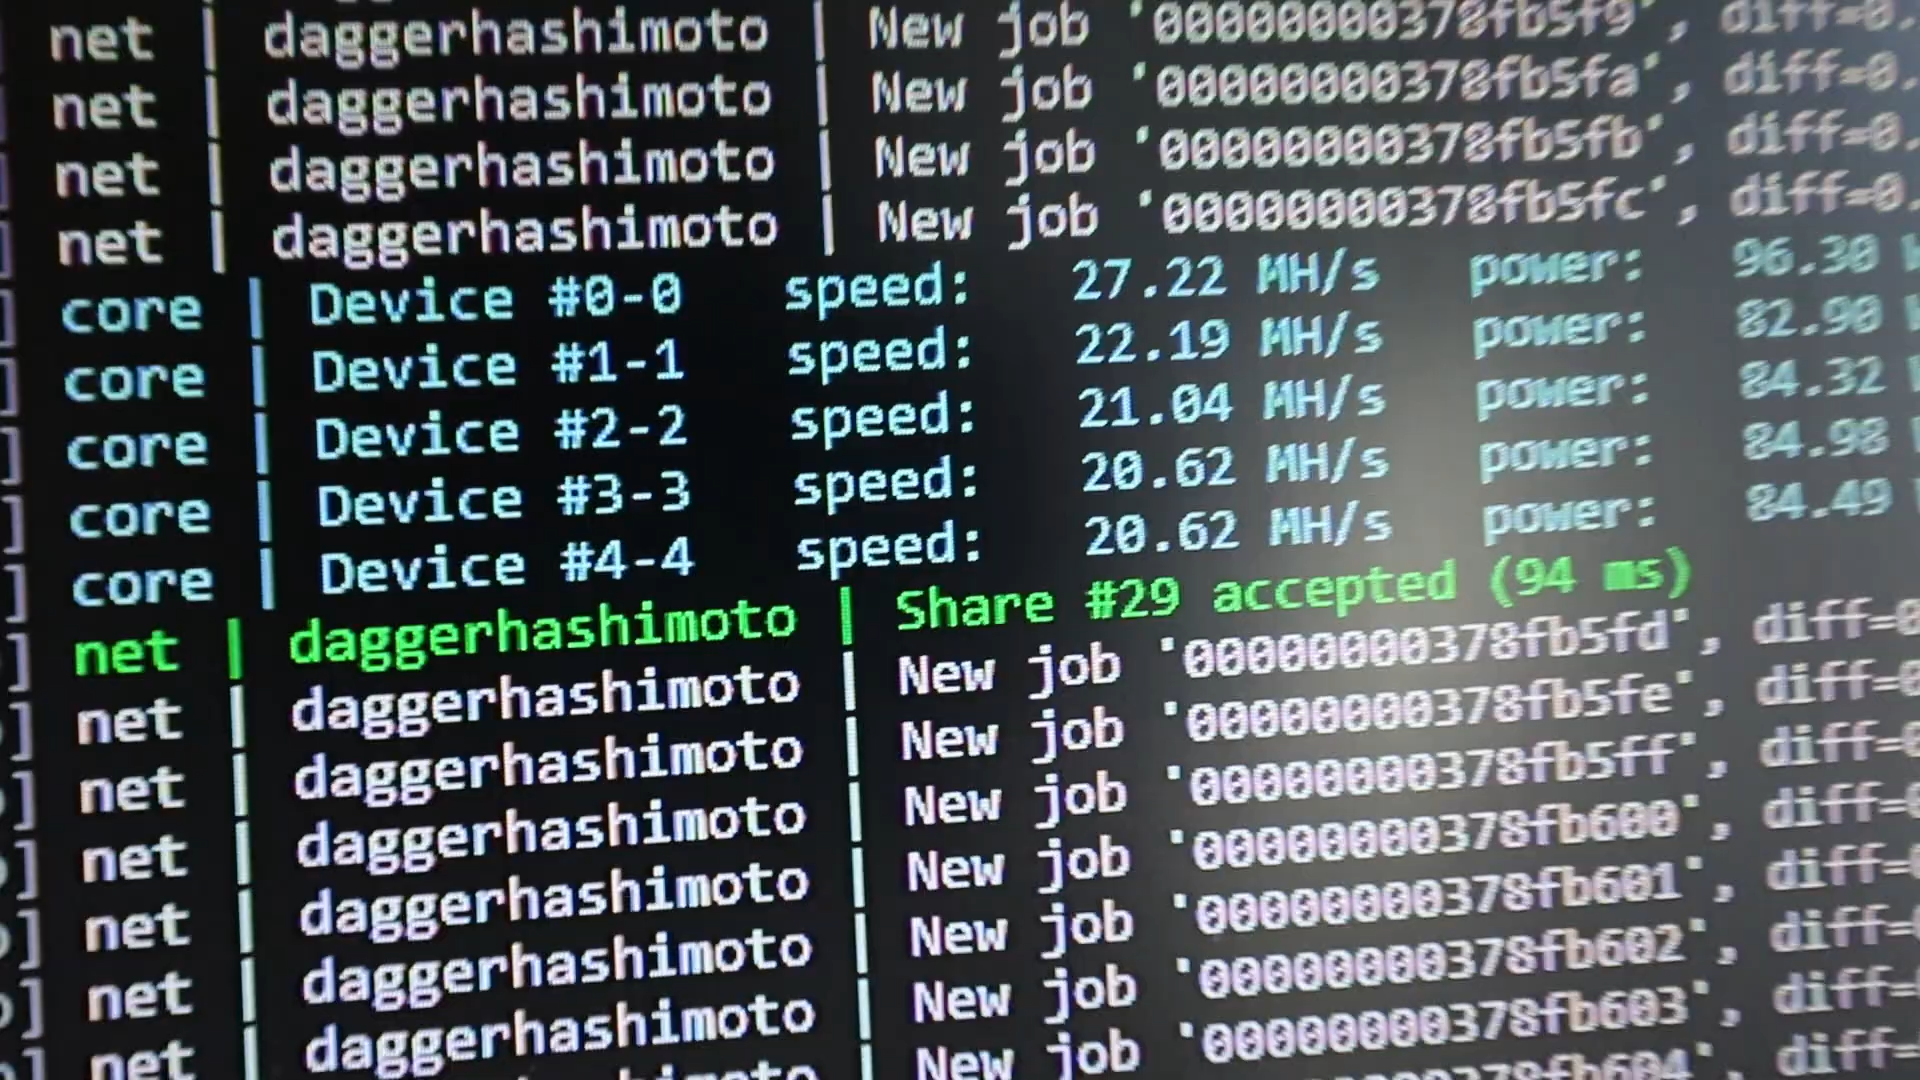 net | daggerhashimoto | New job '00000000378fb5f9', diff=0.
net | daggerhashimoto | New job '00000000378fb5fa', diff=0.
net | daggerhashimoto | New job '00000000378fb5fb', diff=0.
net | daggerhashimoto | New job '00000000378fb5fc', diff=0.
core | Device #0-0 speed: 27.22 MH/s power: 96.30
core | Device #1-1 speed: 22.19 MH/s power: 82.90
core | Device #2-2 speed: 21.04 MH/s power: 84.32
core | Device #3-3 speed: 20.62 MH/s power: 84.98
core | Device #4-4 speed: 20.62 MH/s power: 84.49
net | daggerhashimoto | Share #29 accepted (94 ms)
net | daggerhashimoto | New job '00000000378fb5fd', diff=0
net | daggerhashimoto | New job '00000000378fb5fe', diff=0
net | daggerhashimoto | New job '00000000378fb5ff', diff=0
net | daggerhashimoto | New job '00000000378fb600', diff=0
net | daggerhashimoto | New job '00000000378fb601', diff=
net | daggerhashimoto | New job '00000000378fb602', diff=
net | daggerhashimoto | New job '00000000378fb603', diff=